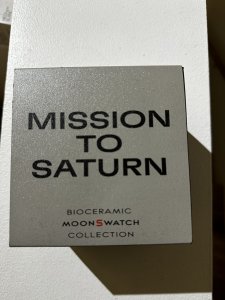 MISSION
TO
SATURN
BIOCERAMIC
MOONSWATCH
COLLECTION